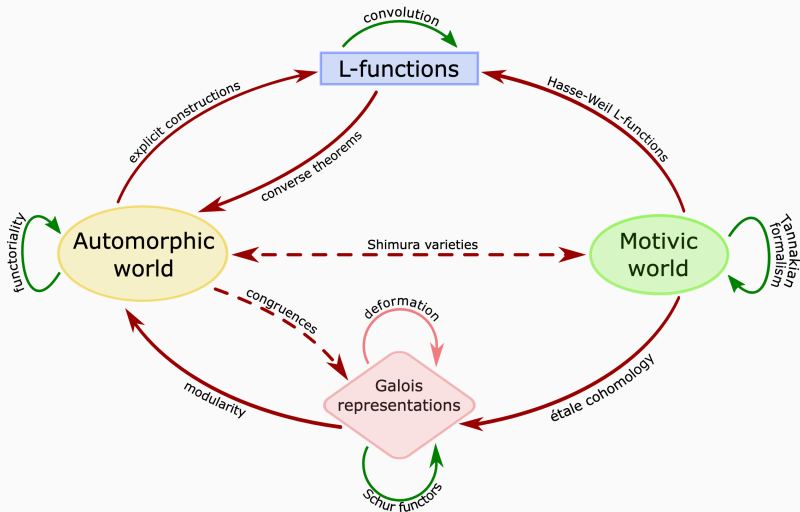 convolution
L-functions
explicit constructions
Hasse-Weil L-functions
converse theorems
functoriality
Automorphic
world
Shimura varieties
Motivic
world
Tannakian
formalism
congruences
deformation
Galois
representations
modularity
étale cohomology
Schur functors